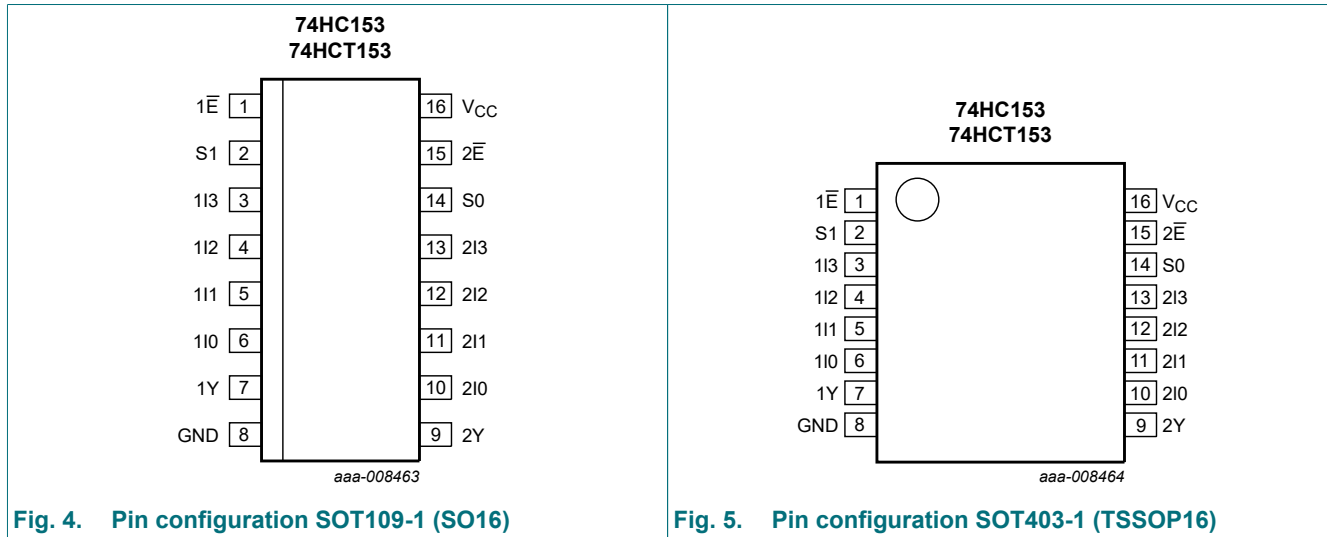 74HC153
74HCT153
1E̅ 1
16 VCC
S1 2
15 2E̅
1I3 3
14 S0
1I2 4
13 2I3
1I1 5
12 2I2
1I0 6
11 2I1
1Y 7
10 2I0
GND 8
9 2Y
aaa-008463
Fig. 4. Pin configuration SOT109-1 (SO16)
74HC153
74HCT153
1E̅ 1
16 VCC
S1 2
15 2E̅
1I3 3
14 S0
1I2 4
13 2I3
1I1 5
12 2I2
1I0 6
11 2I1
1Y 7
10 2I0
GND 8
9 2Y
aaa-008464
Fig. 5. Pin configuration SOT403-1 (TSSOP16)